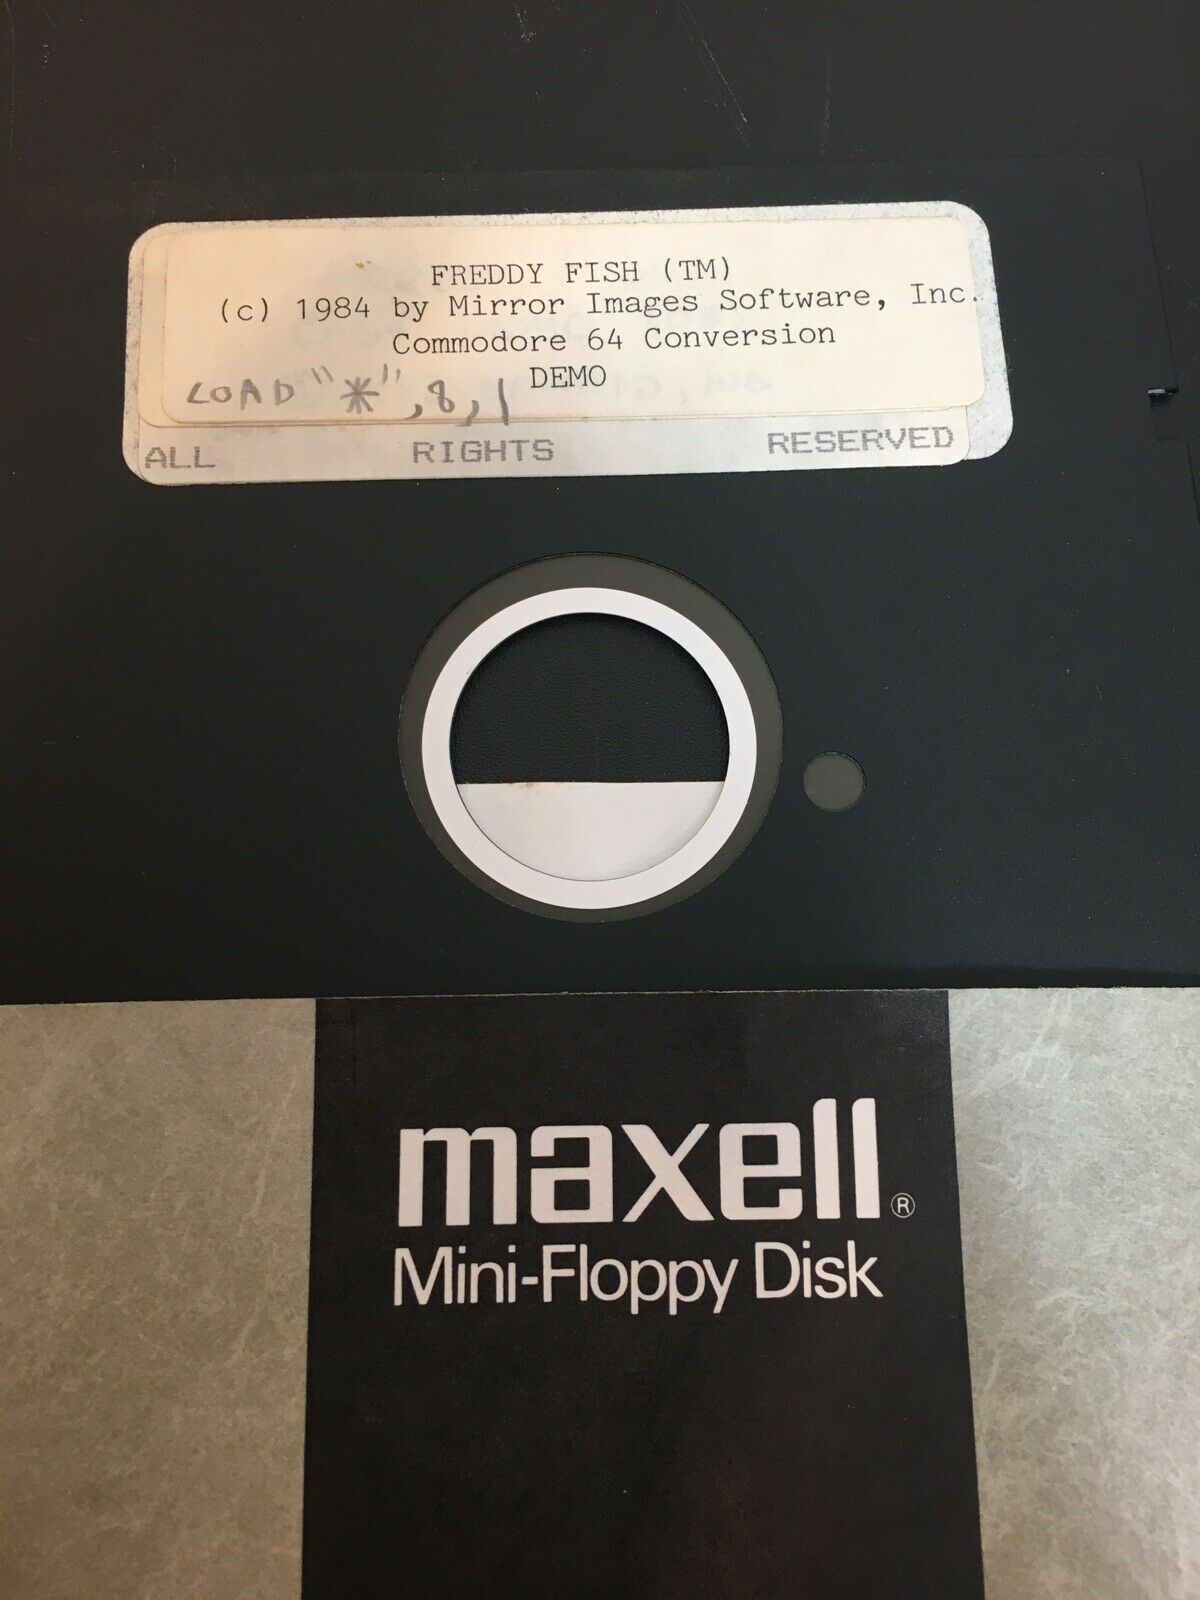 FREDDY FISH (TM)
(c) 1984 by Mirror Images Software, Inc.
Commodore 64 Conversion
DEMO
LOAD "*",8,1
ALL RIGHTS RESERVED
maxell®
Mini-Floppy Disk